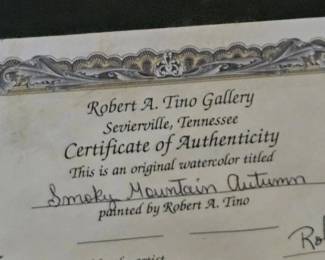 Robert A. Tino Gallery
Sevierville, Tennessee
Certificate of Authenticity
This is an original watercolor titled
Smoky Mountain Autumn
painted by Robert A. Tino